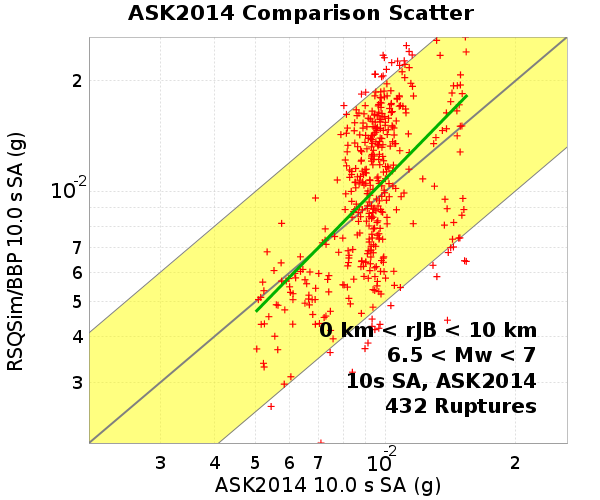 ASK2014 Comparison Scatter
RSQSim/BBP 10.0 s SA (g)
2
10-2
7
6
5
4
3
0 km < rJB < 10 km
6.5 < Mw < 7
10s SA, ASK2014
432 Ruptures
3 4 5 6 7 10-2 2
ASK2014 10.0 s SA (g)